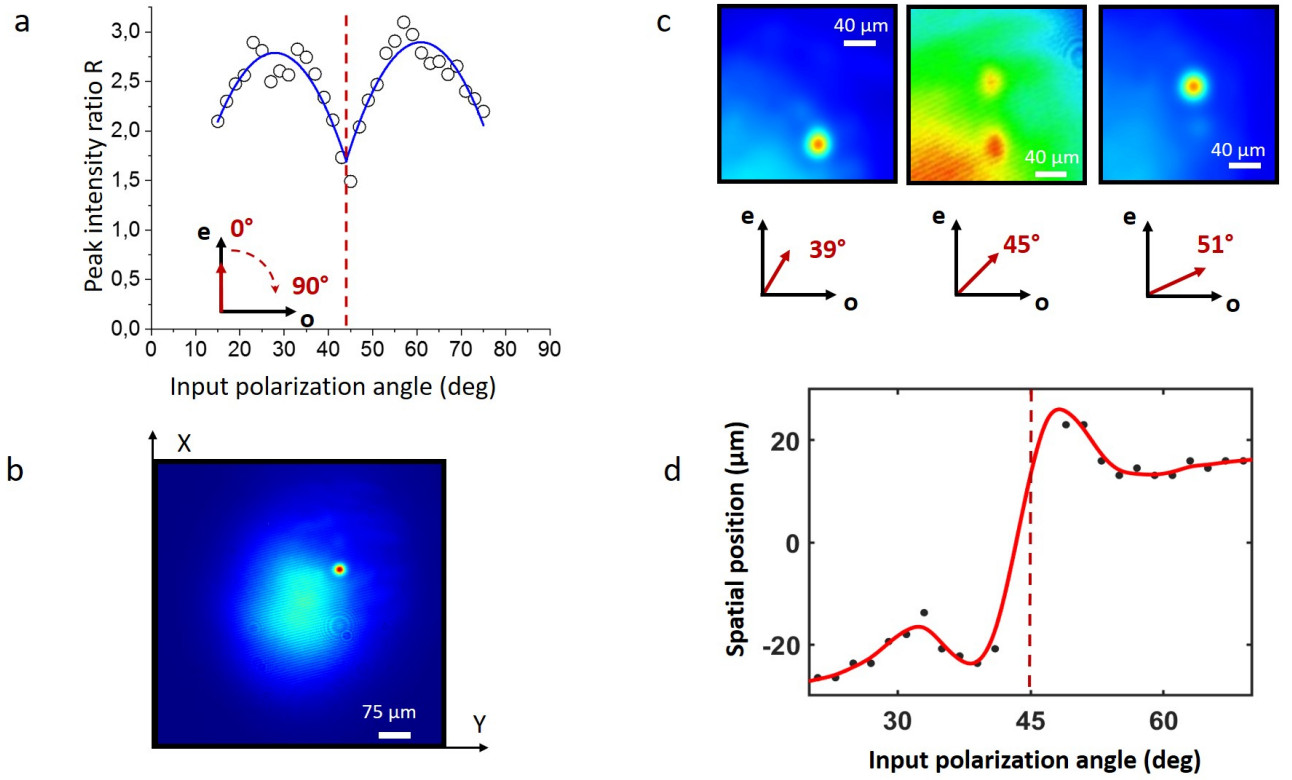 a
Peak intensity ratio R
3,0
2,5
2,0
1,5
1,0
0,5
0,0
e
0°
90°
o
0 10 20 30 40 50 60 70 80 90
Input polarization angle (deg)
b
X
75 µm
Y
c
40 µm
40 µm
40 µm
e
39°
o
e
45°
o
e
51°
o
d
Spatial position (µm)
20
0
-20
30 45 60
Input polarization angle (deg)